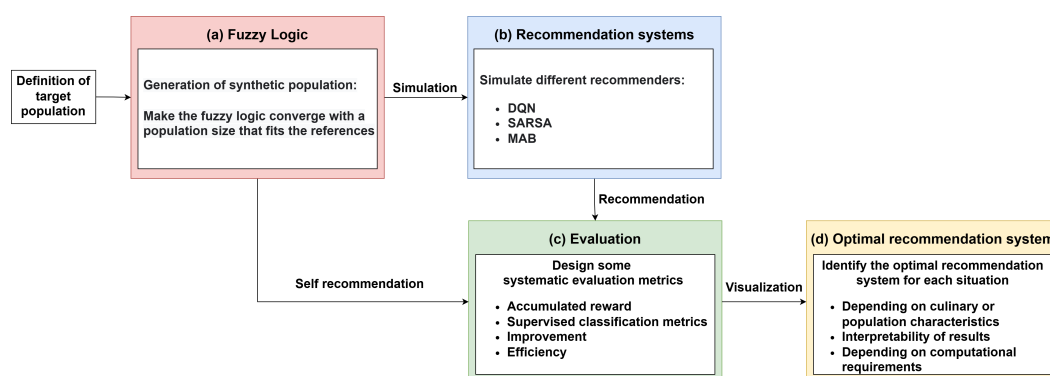 Definition of
target
population
(a) Fuzzy Logic
Generation of synthetic population:
Make the fuzzy logic converge with a
population size that fits the references
Simulation
(b) Recommendation systems
Simulate different recommenders:
• DQN
• SARSA
• MAB
Recommendation
Self recommendation
(c) Evaluation
Design some
systematic evaluation metrics
• Accumulated reward
• Supervised classification metrics
• Improvement
• Efficiency
Visualization
(d) Optimal recommendation system
Identify the optimal recommendation
system for each situation
• Depending on culinary or
population characteristics
• Interpretability of results
• Depending on computational
requirements